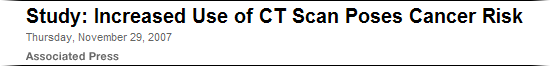 Study: Increased Use of CT Scan Poses Cancer Risk
Thursday, November 29, 2007
Associated Press